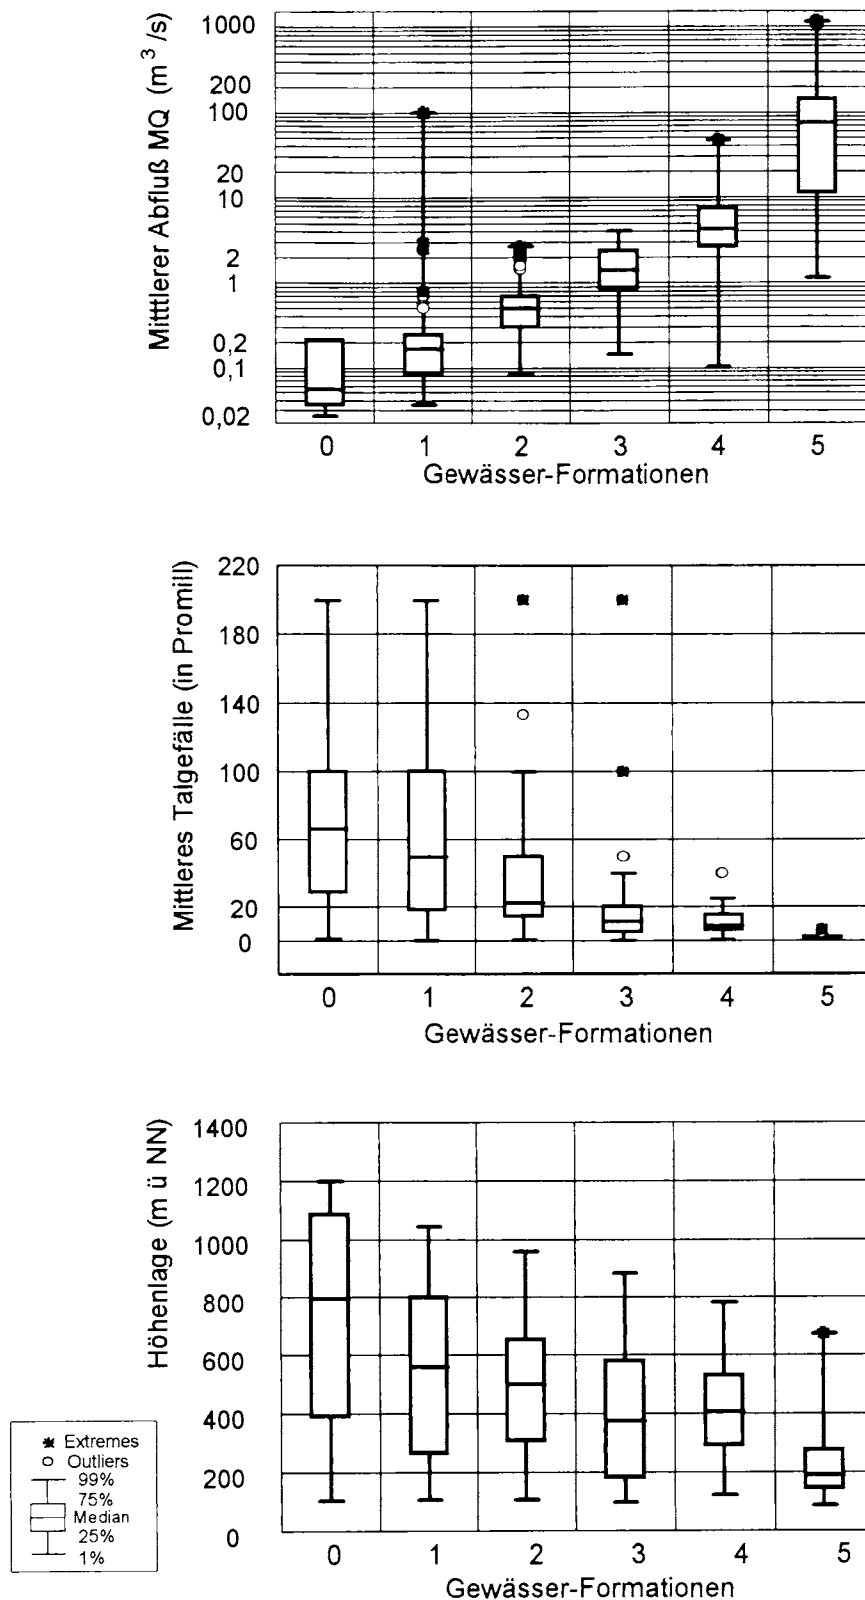 Mitttlerer Abfluß MQ (m³/s)
1000
200
100
20
10
2
1
0,2
0,1
0,02
0 1 2 3 4 5
Gewässer-Formationen
Mittleres Talgefälle (in Promill)
220
180
140
100
60
20
0
0 1 2 3 4 5
Gewässer-Formationen
Höhenlage (m ü NN)
1400
1200
1000
800
600
400
200
0
0 1 2 3 4 5
Gewässer-Formationen
Extremes
Outliers
99%
75%
Median
25%
1%